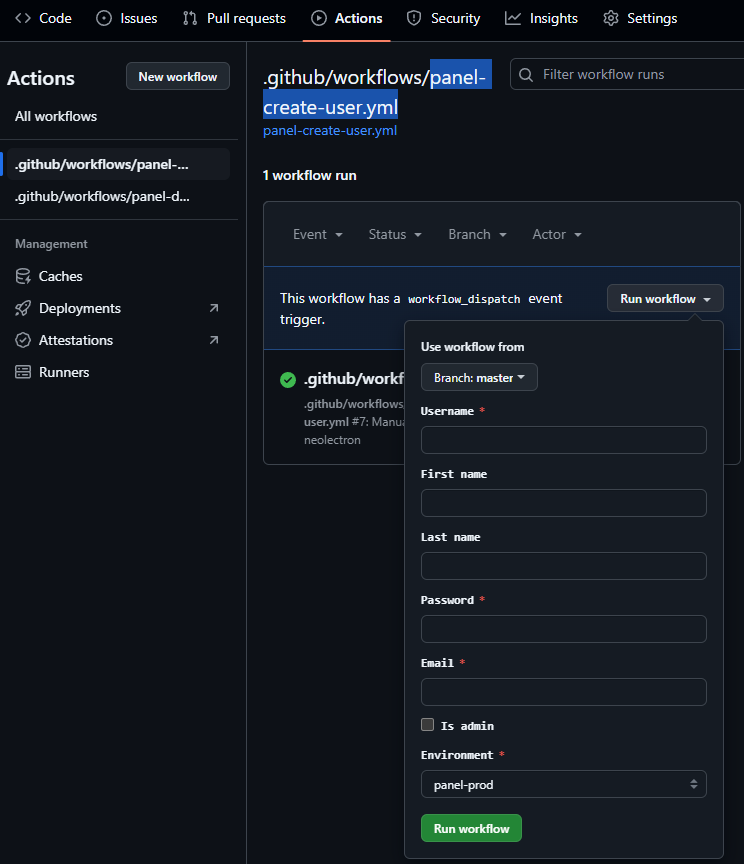 Code Issues Pull requests Actions Security Insights Settings
Actions
New workflow
All workflows
.github/workflows/panel-...
.github/workflows/panel-d...
Management
Caches
Deployments
Attestations
Runners
.github/workflows/panel-
create-user.yml
panel-create-user.yml
Filter workflow runs
1 workflow run
Event Status Branch Actor
This workflow has a workflow_dispatch event
trigger.
Run workflow
.github/workf
.github/workflows
user.yml #7: Manua
neolectron
Use workflow from
Branch: master
Username *
First name
Last name
Password *
Email *
Is admin
Environment *
panel-prod
Run workflow